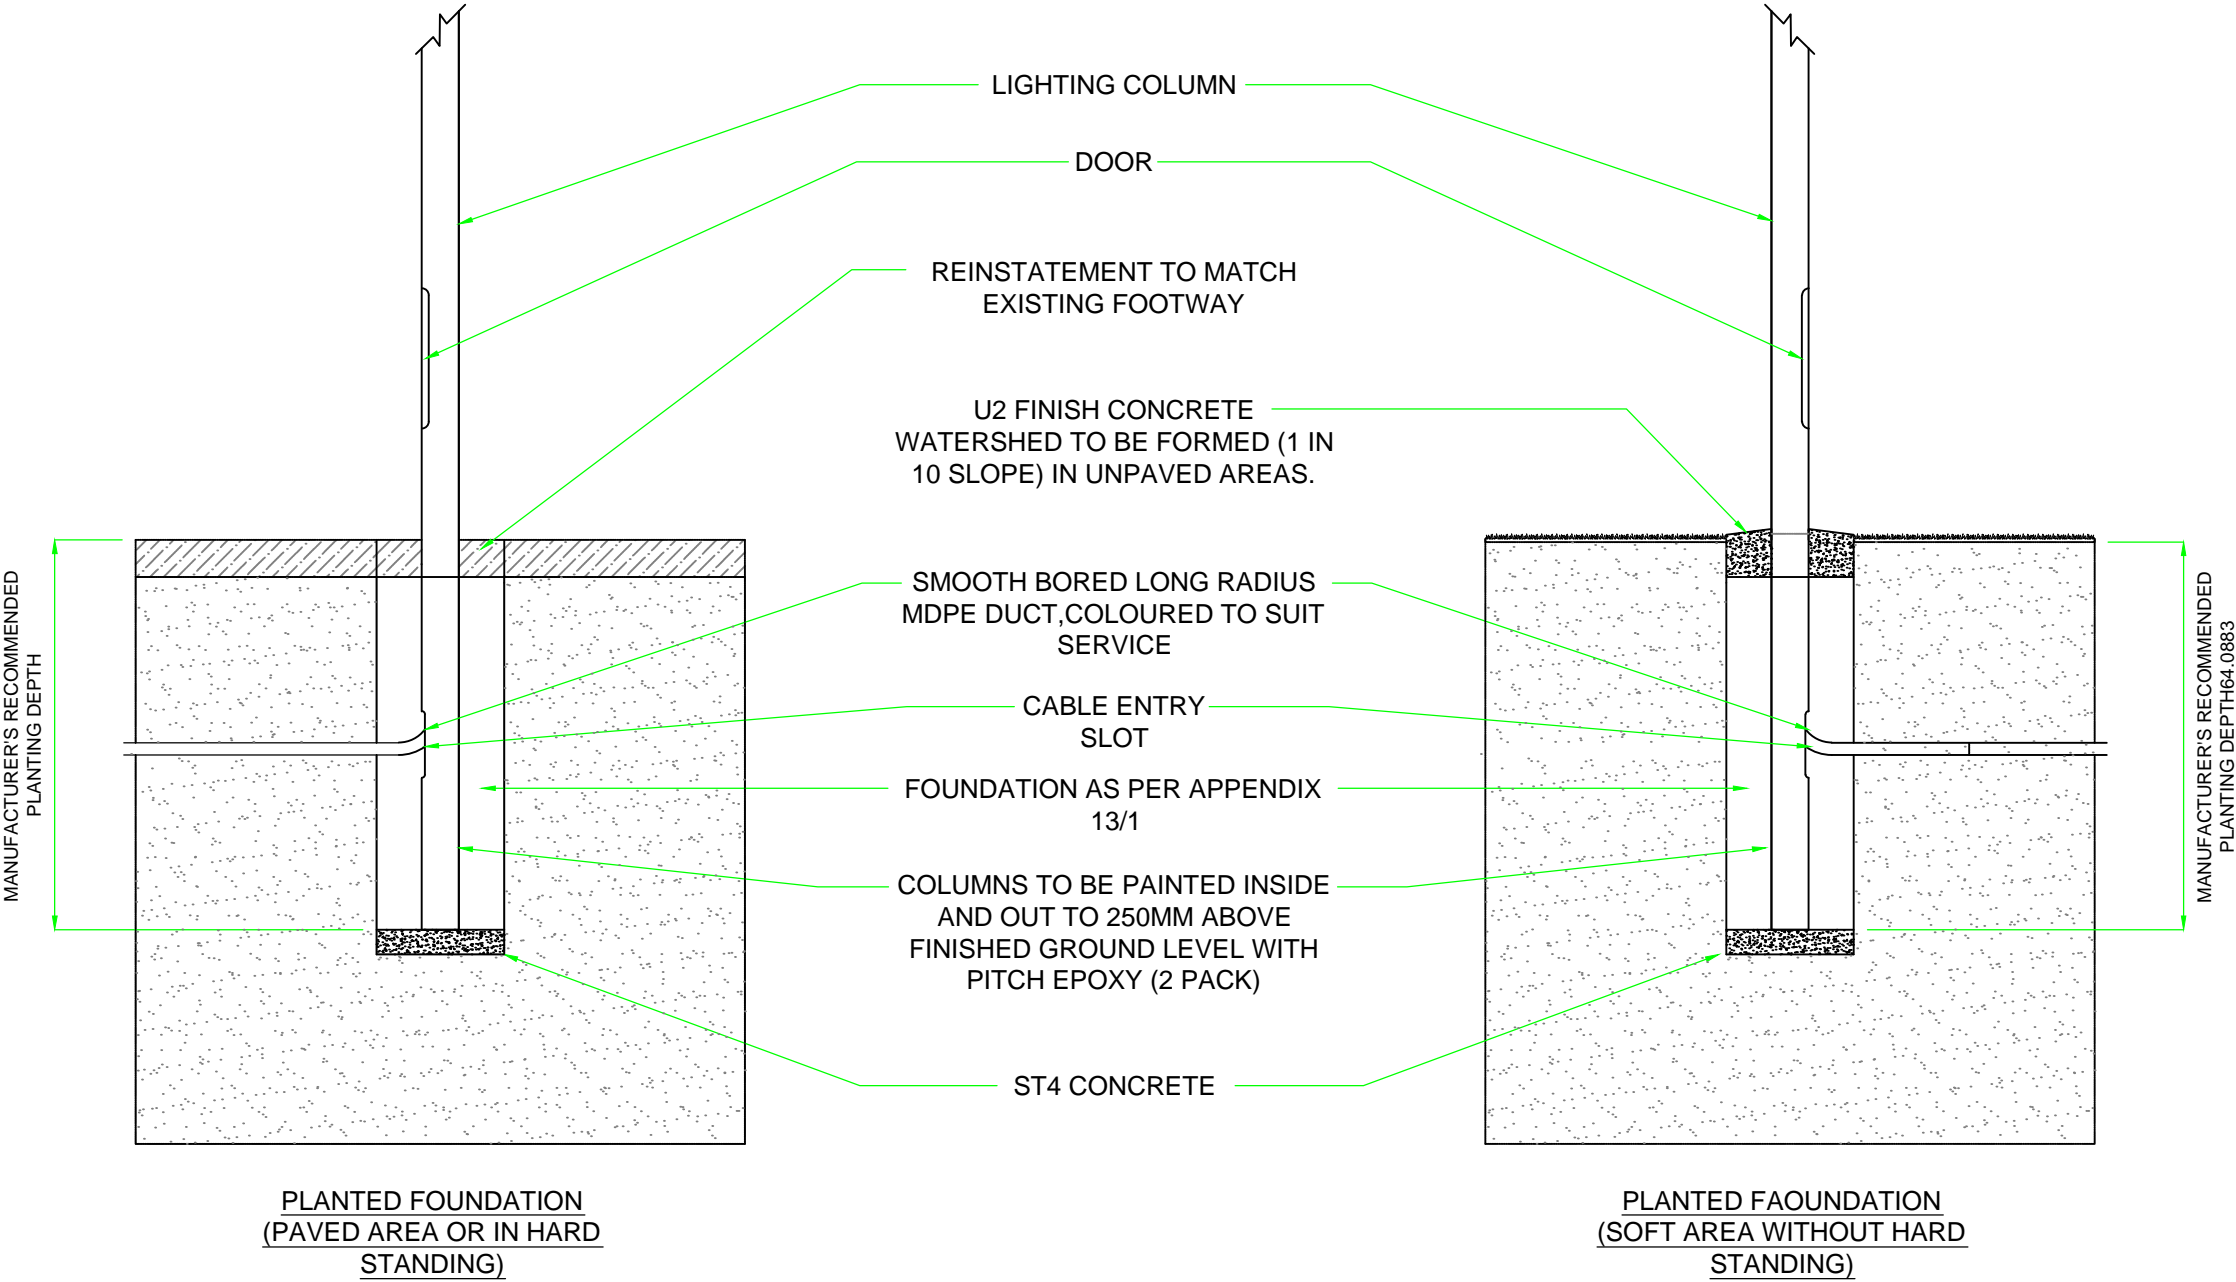 LIGHTING COLUMN
DOOR
REINSTATEMENT TO MATCH
EXISTING FOOTWAY
U2 FINISH CONCRETE
WATERSHED TO BE FORMED (1 IN
10 SLOPE) IN UNPAVED AREAS.
SMOOTH BORED LONG RADIUS
MDPE DUCT,COLOURED TO SUIT
SERVICE
CABLE ENTRY
SLOT
FOUNDATION AS PER APPENDIX
13/1
COLUMNS TO BE PAINTED INSIDE
AND OUT TO 250MM ABOVE
FINISHED GROUND LEVEL WITH
PITCH EPOXY (2 PACK)
ST4 CONCRETE
MANUFACTURER'S RECOMMENDED
PLANTING DEPTH
MANUFACTURER'S RECOMMENDED
PLANTING DEPTH64.0883
PLANTED FOUNDATION
(PAVED AREA OR IN HARD
STANDING)
PLANTED FAOUNDATION
(SOFT AREA WITHOUT HARD
STANDING)